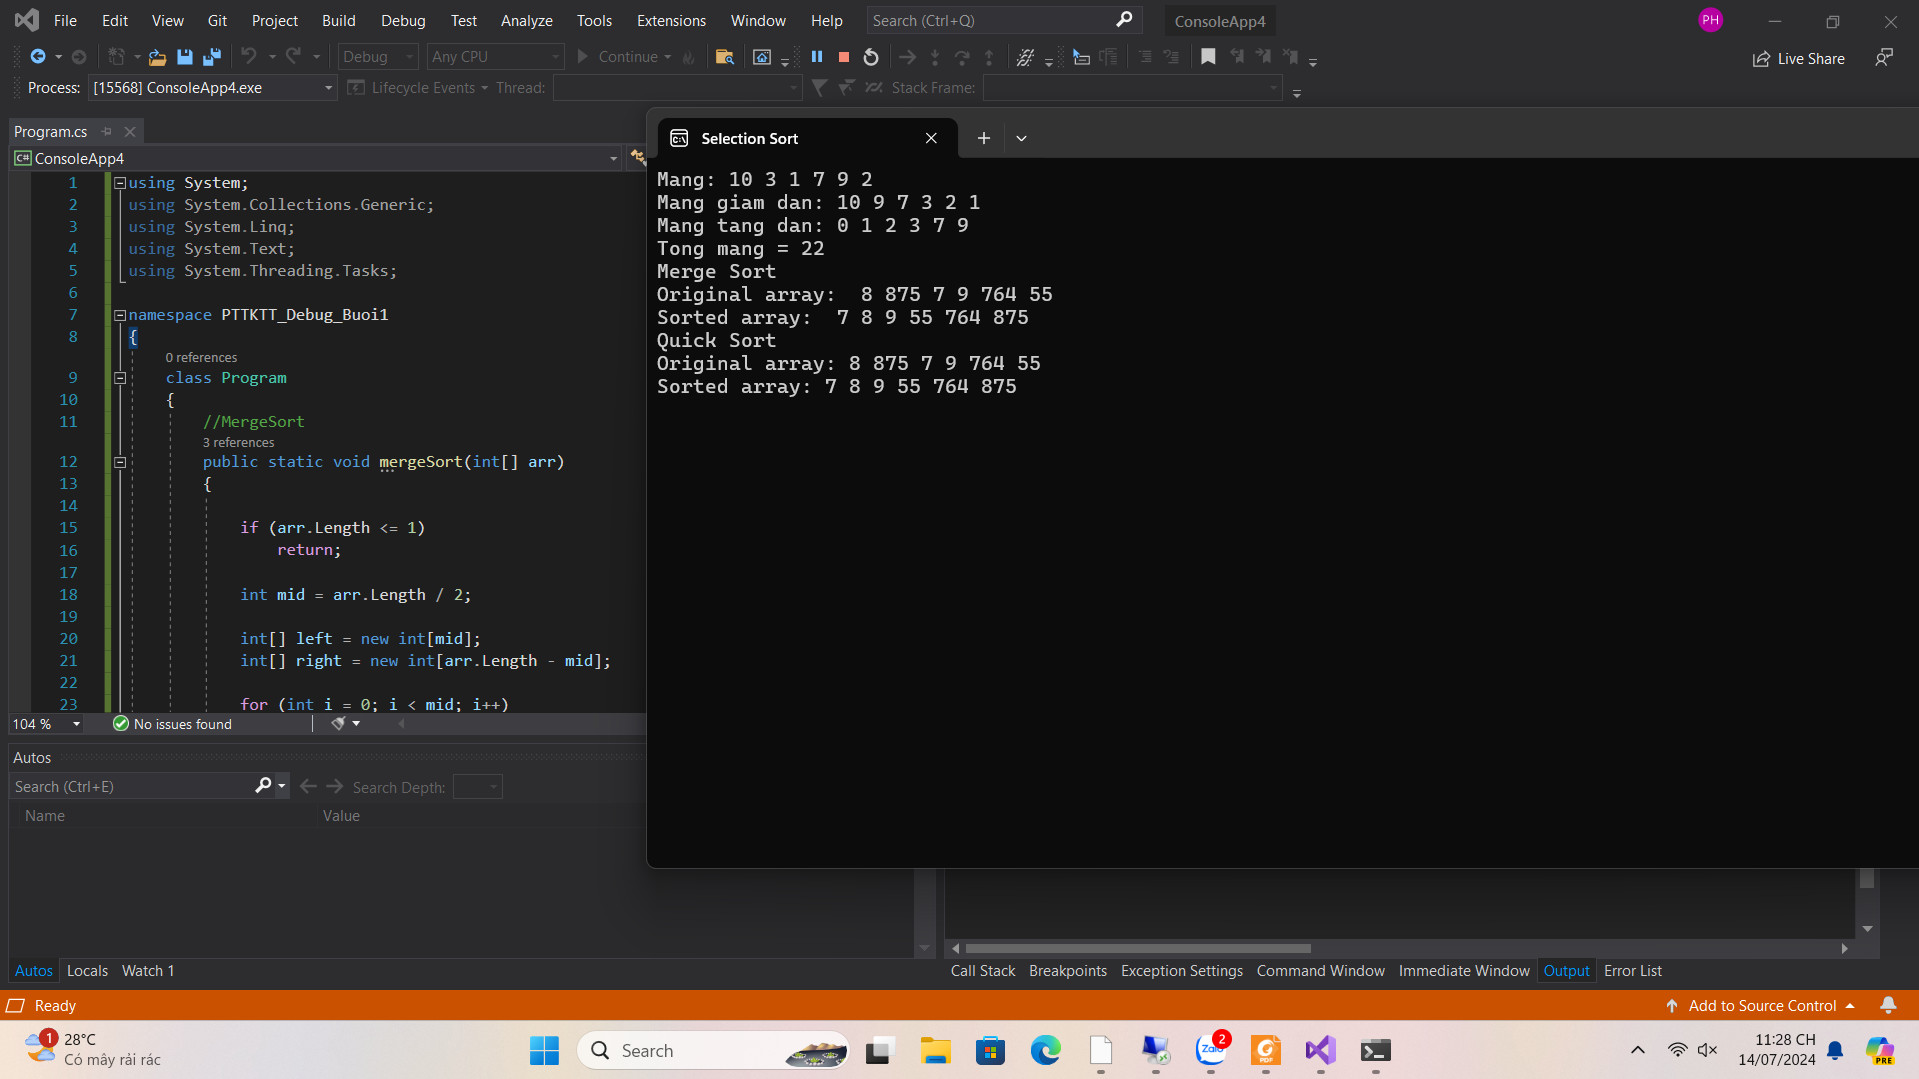 File Edit View Git Project Build Debug Test Analyze Tools Extensions Window Help Search (Ctrl+Q) ConsoleApp4 PH
Debug Any CPU Continue Live Share
Process: [15568] ConsoleApp4.exe Lifecycle Events Thread: Stack Frame:
Program.cs
C# ConsoleApp4
1 using System;
2 using System.Collections.Generic;
3 using System.Linq;
4 using System.Text;
5 using System.Threading.Tasks;
6
7 namespace PTTKTT_Debug_Buoi1
8 {
0 references
9 class Program
10 {
11 //MergeSort
3 references
12 public static void mergeSort(int[] arr)
13 {
14
15 if (arr.Length <= 1)
16 return;
17
18 int mid = arr.Length / 2;
19
20 int[] left = new int[mid];
21 int[] right = new int[arr.Length - mid];
22
23 for (int i = 0; i < mid; i++)
104 % No issues found
Selection Sort
Mang: 10 3 1 7 9 2
Mang giam dan: 10 9 7 3 2 1
Mang tang dan: 0 1 2 3 7 9
Tong mang = 22
Merge Sort
Original array:  8 875 7 9 764 55
Sorted array:  7 8 9 55 764 875
Quick Sort
Original array: 8 875 7 9 764 55
Sorted array: 7 8 9 55 764 875
Autos
Search (Ctrl+E) Search Depth:
Name Value
Autos Locals Watch 1
Call Stack Breakpoints Exception Settings Command Window Immediate Window Output Error List
Ready Add to Source Control
1 28°C
Có mây rải rác
Search
Zalo 2
PDF
11:28 CH
14/07/2024
PRE